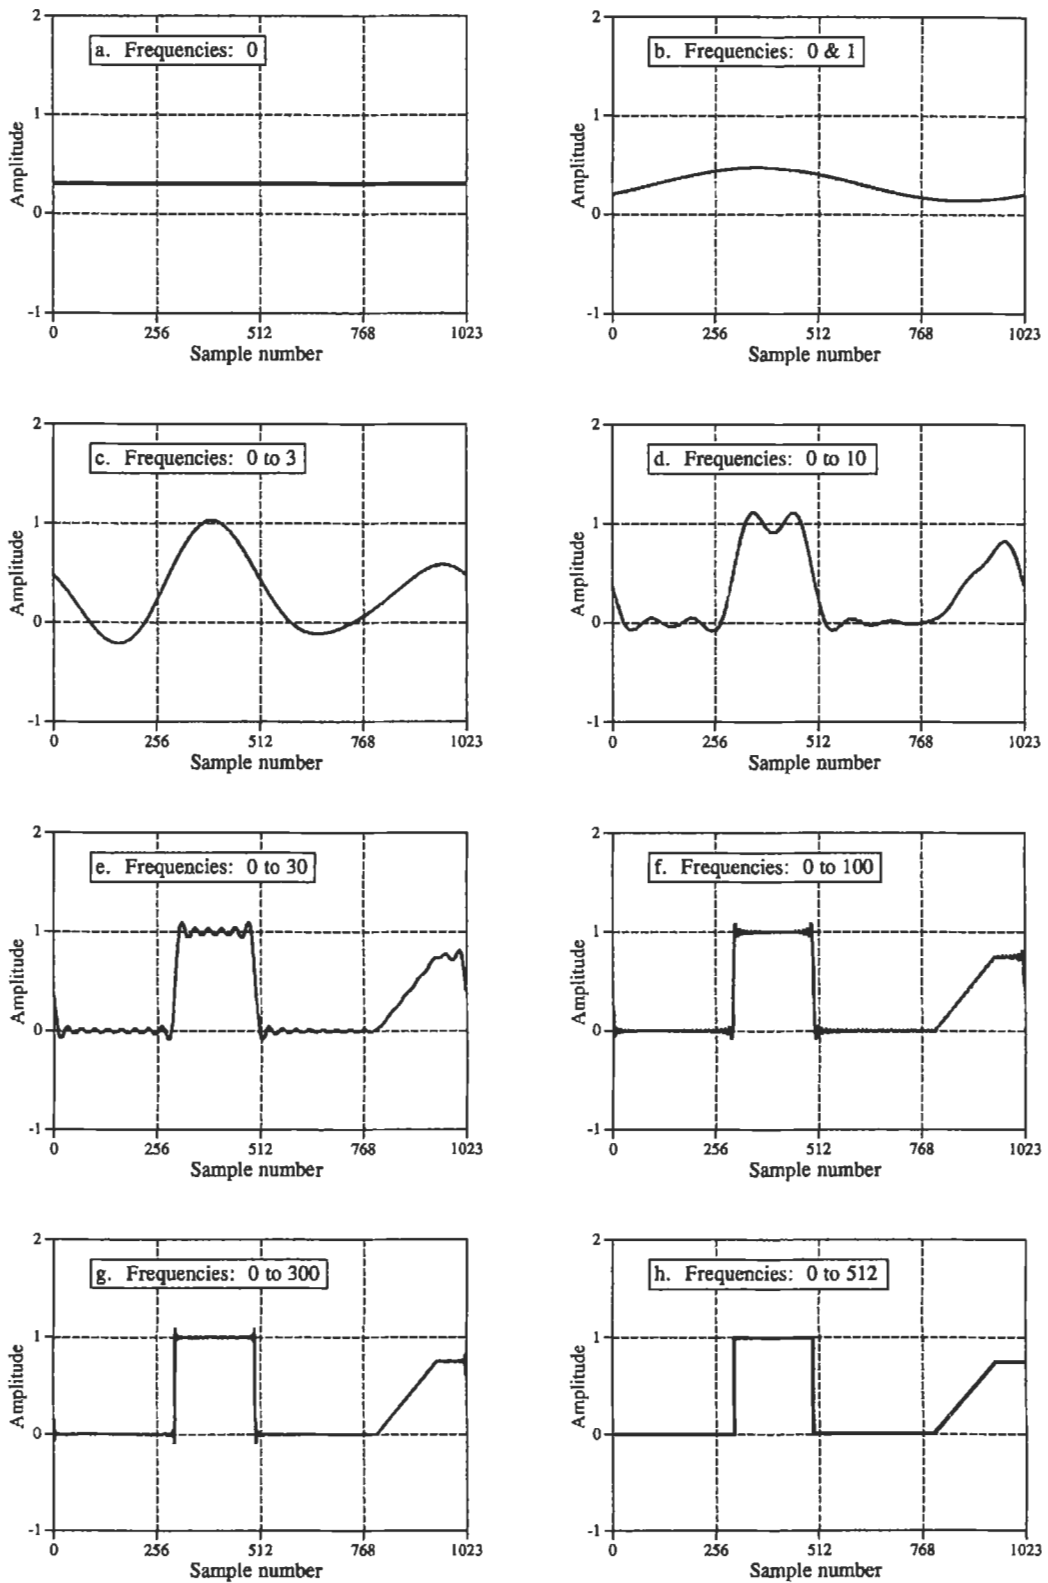 2
1
0
-1
Amplitude
a. Frequencies: 0
0 256 512 768 1023
Sample number
2
1
0
-1
Amplitude
b. Frequencies: 0 & 1
0 256 512 768 1023
Sample number
2
1
0
-1
Amplitude
c. Frequencies: 0 to 3
0 256 512 768 1023
Sample number
2
1
0
-1
Amplitude
d. Frequencies: 0 to 10
0 256 512 768 1023
Sample number
2
1
0
-1
Amplitude
e. Frequencies: 0 to 30
0 256 512 768 1023
Sample number
2
1
0
-1
Amplitude
f. Frequencies: 0 to 100
0 256 512 768 1023
Sample number
2
1
0
-1
Amplitude
g. Frequencies: 0 to 300
0 256 512 768 1023
Sample number
2
1
0
-1
Amplitude
h. Frequencies: 0 to 512
0 256 512 768 1023
Sample number